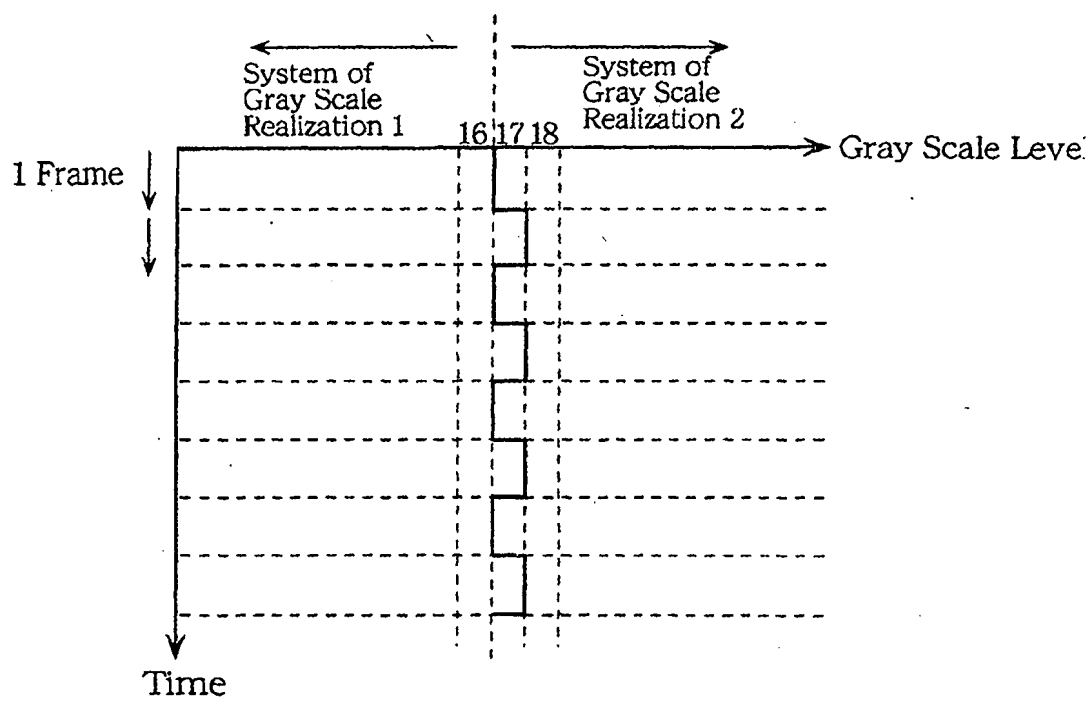 System of
Gray Scale
Realization 1
System of
Gray Scale
Realization 2
16 17 18
Gray Scale Level
1 Frame
Time